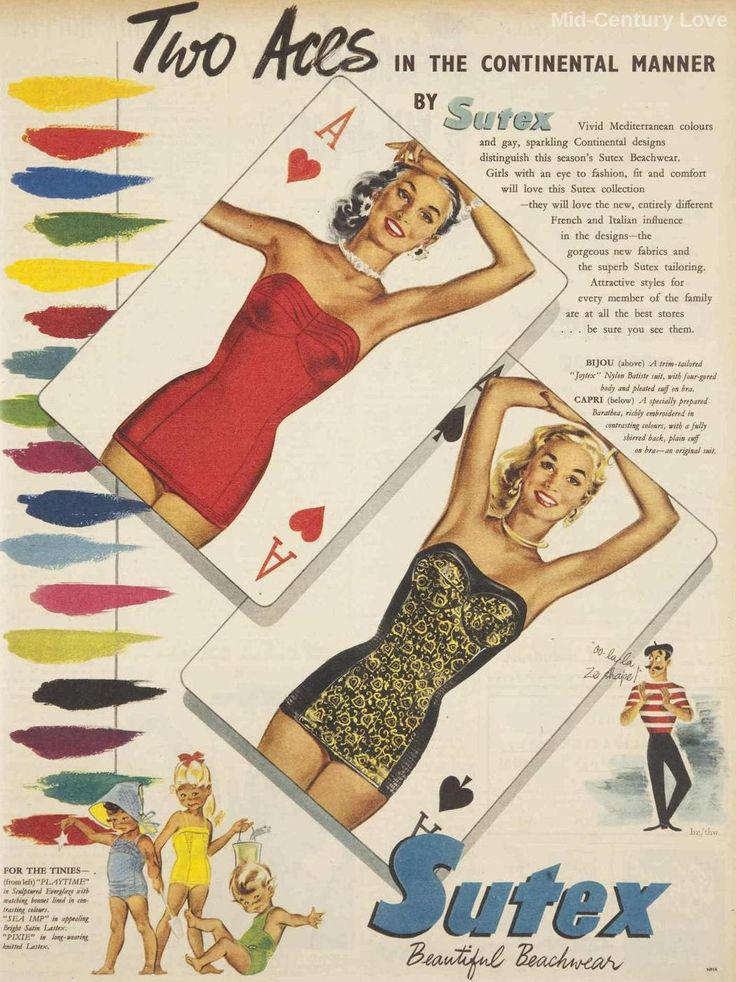 Mid-Century Love
Two Aces IN THE CONTINENTAL MANNER
BY Sutex
Vivid Mediterranean colours
and gay, sparkling Continental designs
distinguish this season's Sutex Beachwear.
Girls with an eye to fashion, fit and comfort
will love this Sutex collection
—they will love the new, entirely different
French and Italian influence
in the designs—the
gorgeous new fabrics and
the superb Sutex tailoring.
Attractive styles for
every member of the family
are at all the best stores
. . . be sure you see them.
A
A
BIJOU (above) A trim-tailored
"Joytex" Nylon Batiste suit, with four-gored
body and pleated cuff on bra.
CAPRI (below) A specially prepared
Barathea, richly embroidered in
contrasting colours, with a fully
shirred back, plain cuff
on bra—an original suit.
A
"oo-la-la
Ze shape!"
A
FOR THE TINIES—
(from left) "PLAYTIME"
in Sculptured Everglaze with
matching bonnet lined in con-
trasting colours.
"SEA IMP" in appealing
Bright Satin Lastex.
"PIXIE" in long-wearing
knitted Lastex.
Sutex
Beautiful Beachwear